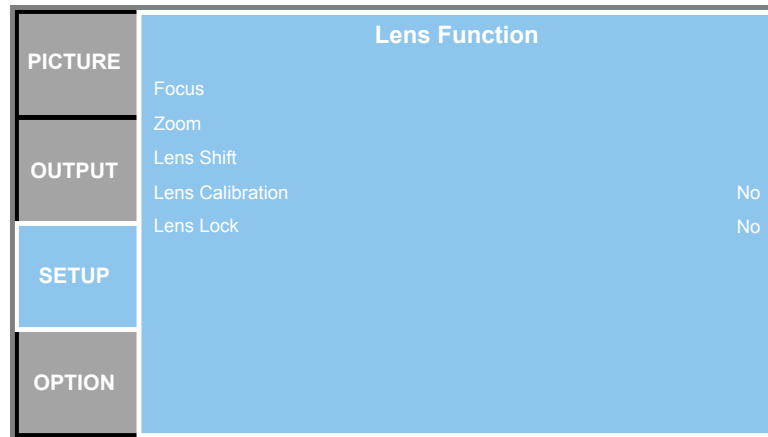 PICTURE
OUTPUT
SETUP
OPTION
Lens Function
Focus
Zoom
Lens Shift
Lens Calibration No
Lens Lock No